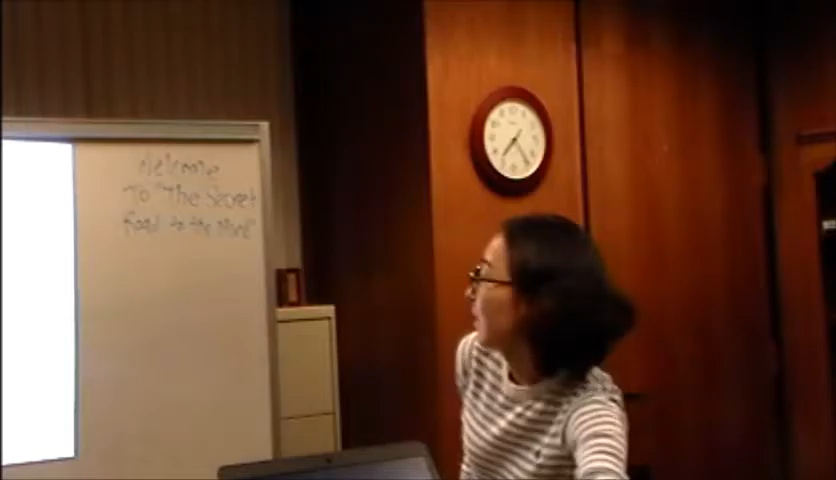 Welcome
To "The Secret
Road to the Mind"